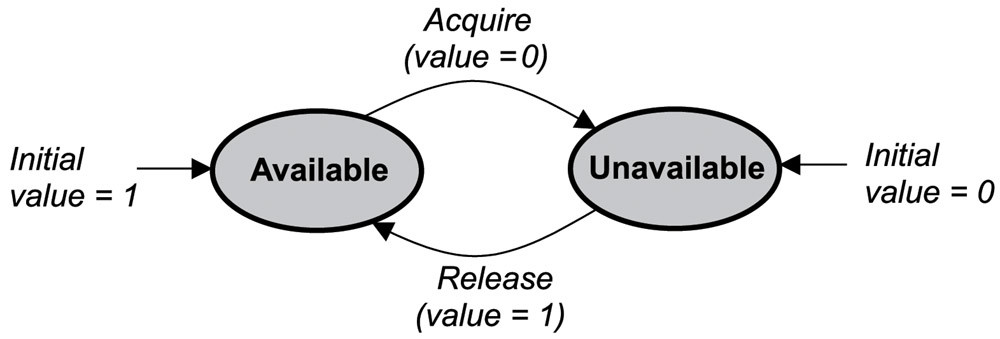 Acquire
(value = 0)
Initial
value = 1
Available
Unavailable
Initial
value = 0
Release
(value = 1)